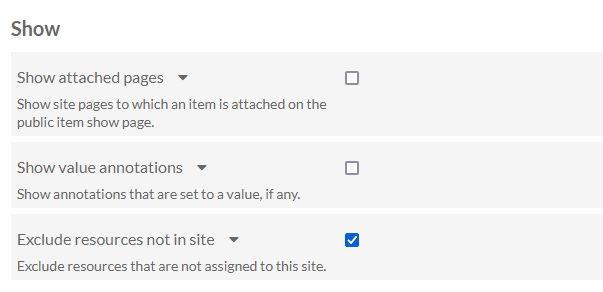 Show
Show attached pages
Show site pages to which an item is attached on the
public item show page.
Show value annotations
Show annotations that are set to a value, if any.
Exclude resources not in site
Exclude resources that are not assigned to this site.